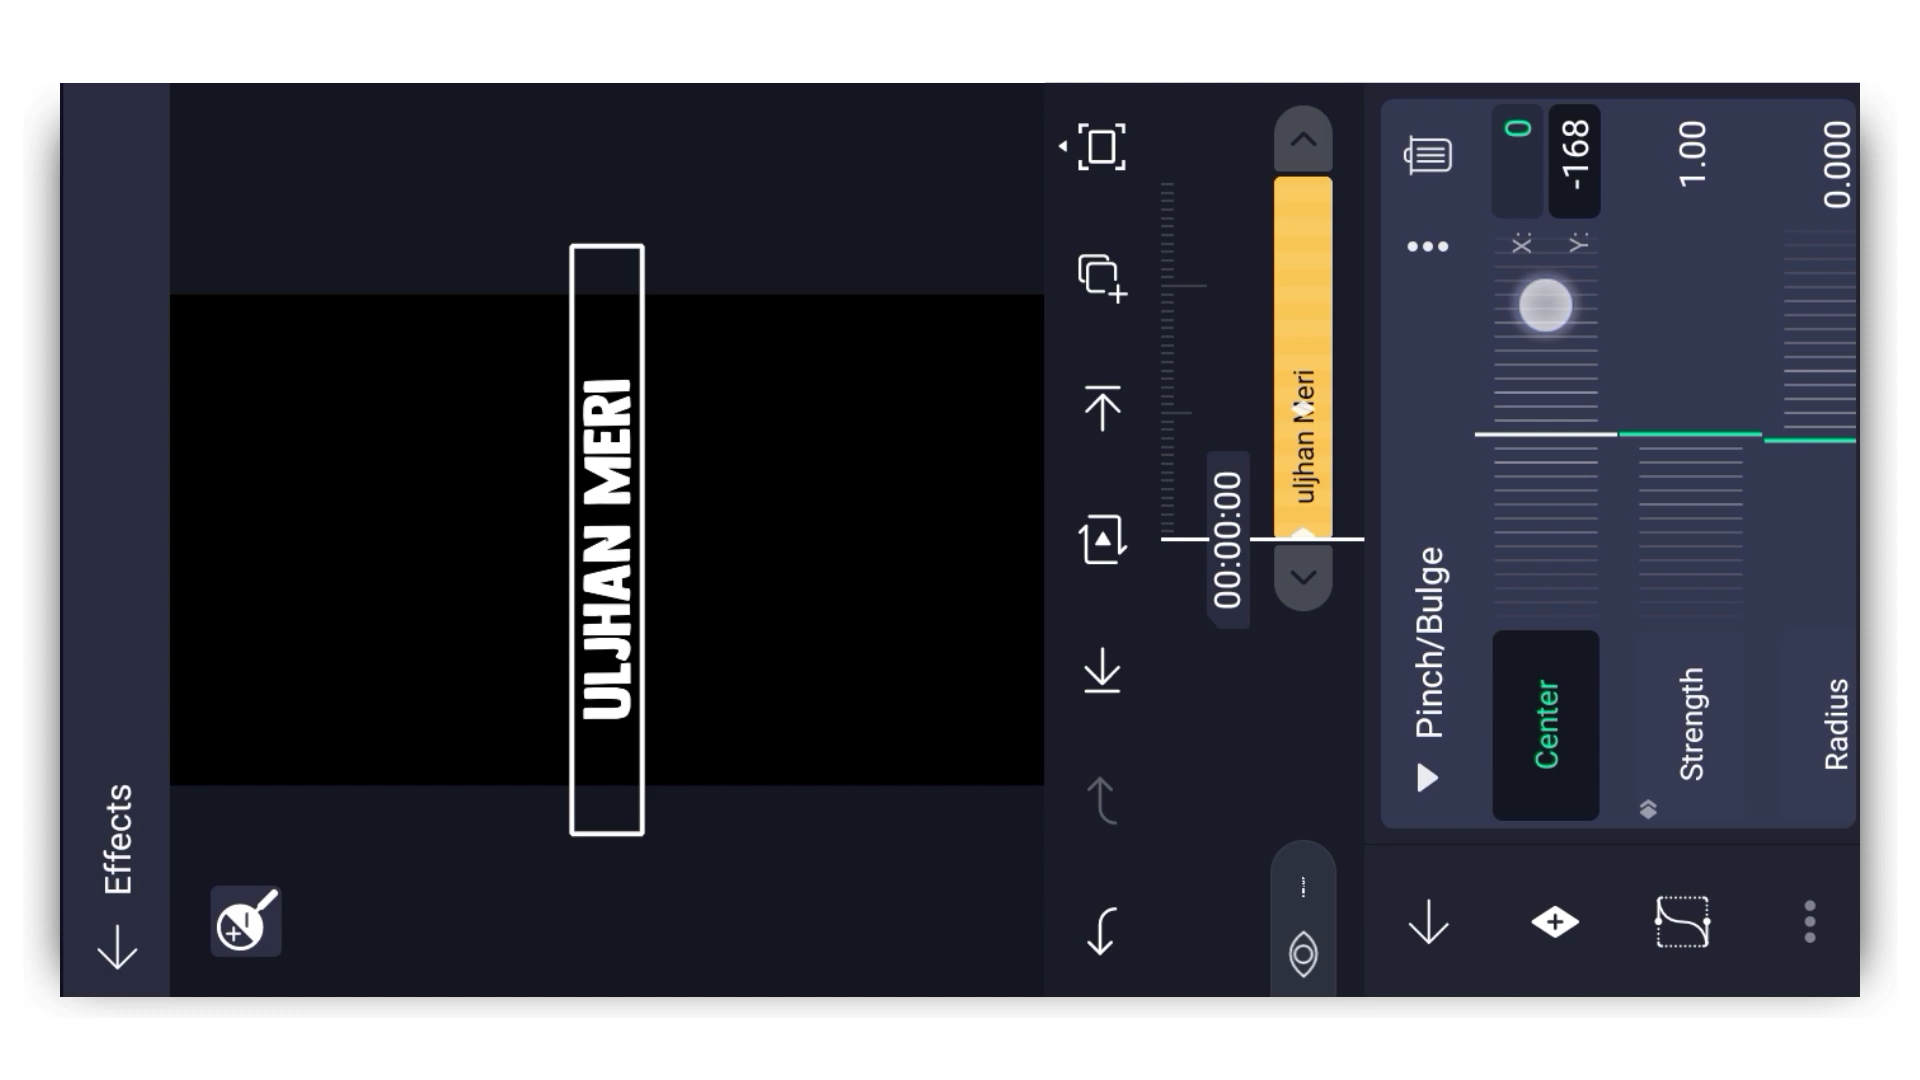 Effects
ULJHAN MERI
00:00:00
uljhan Meri
Pinch/Bulge
Center
X: 0
Y: -168
Strength
1.00
Radius
0.000